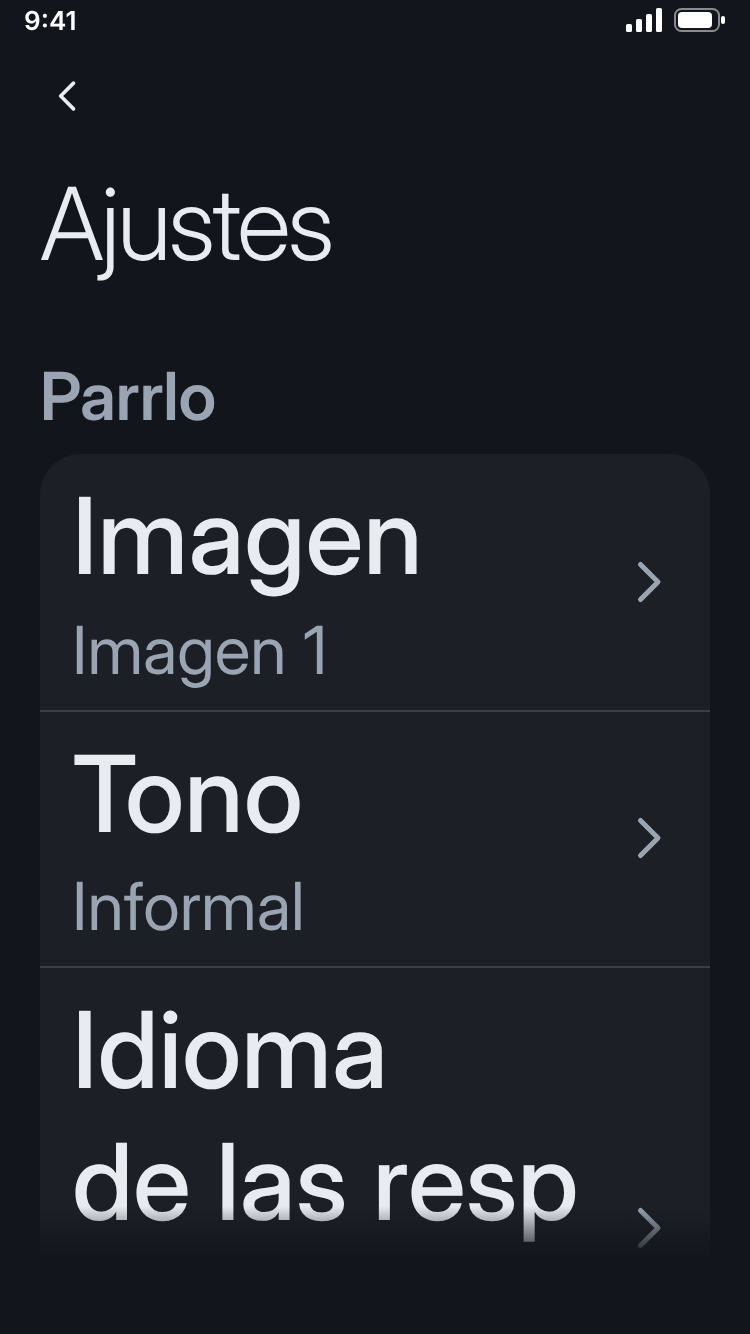 9:41
Ajustes
Parrlo
Imagen
Imagen 1
Tono
Informal
Idioma
de las resp